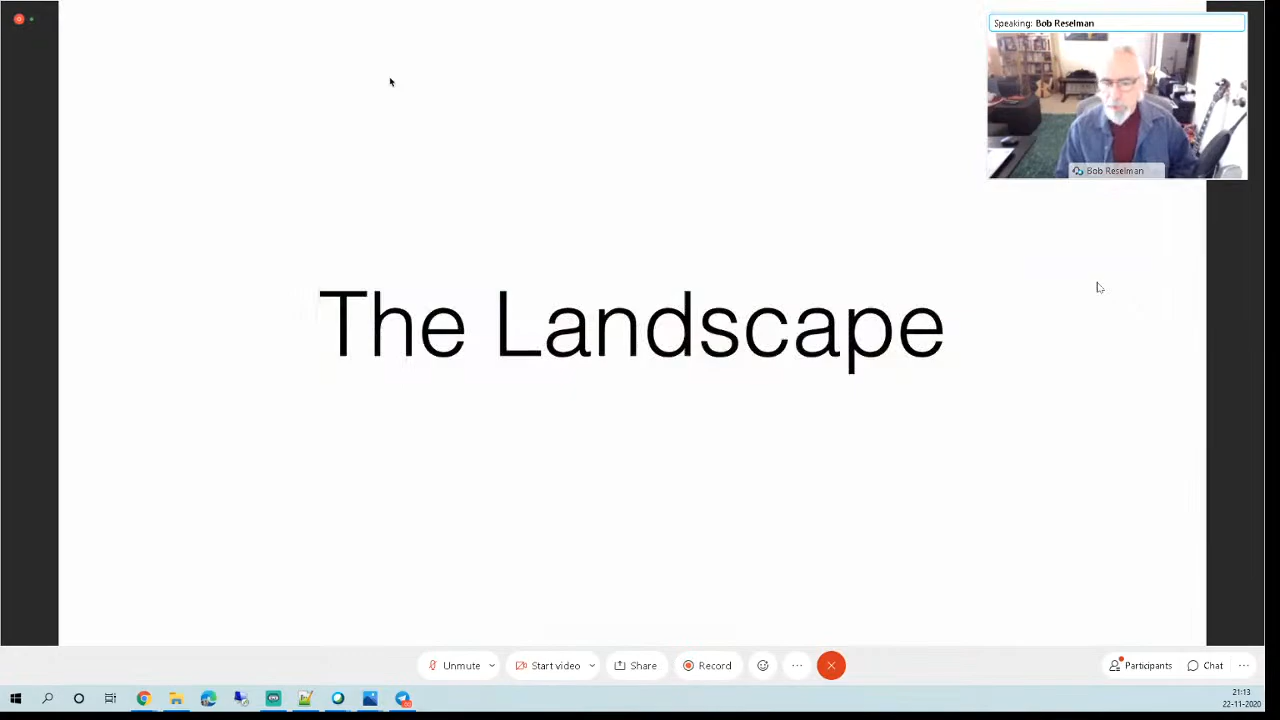 Speaking: Bob Reselman
Bob Reselman
The Landscape
Unmute
Start video
Share
Record
Participants
Chat
21:13
22-11-2020